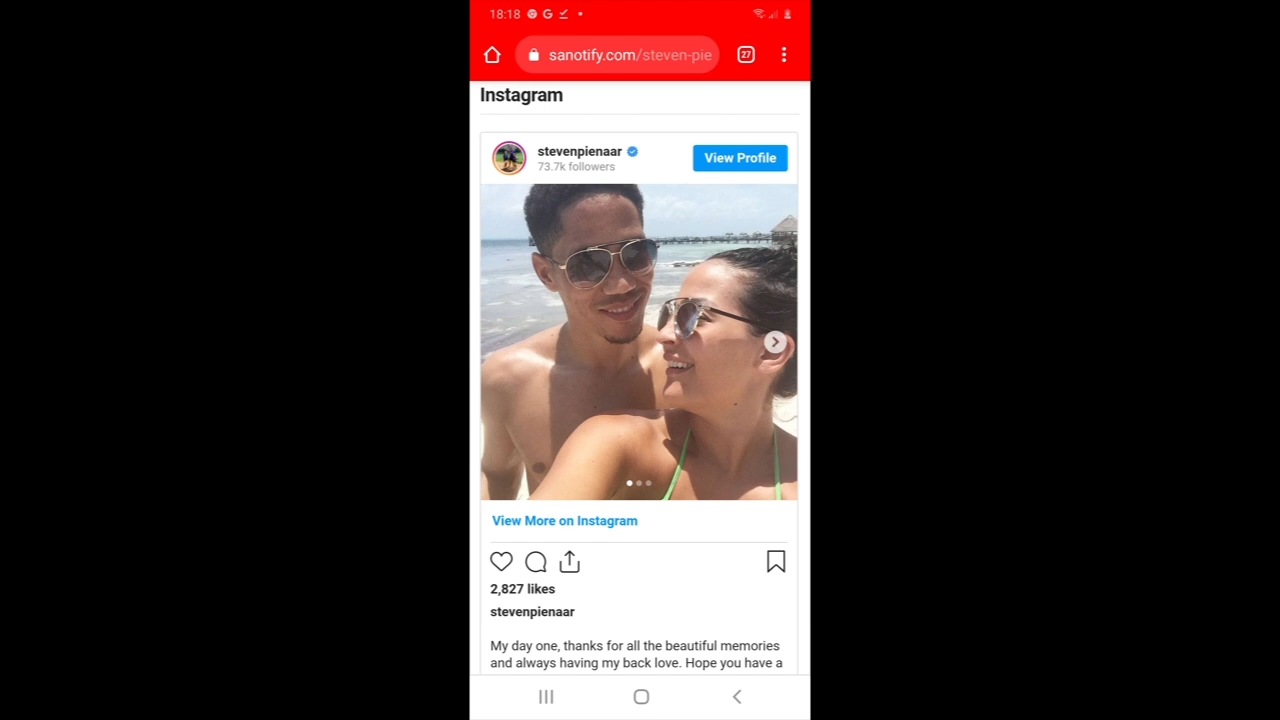 18:18
sanotify.com/steven-pie
27
Instagram
stevenpienaar
73.7k followers
View Profile
View More on Instagram
2,827 likes
stevenpienaar
My day one, thanks for all the beautiful memories
and always having my back love. Hope you have a